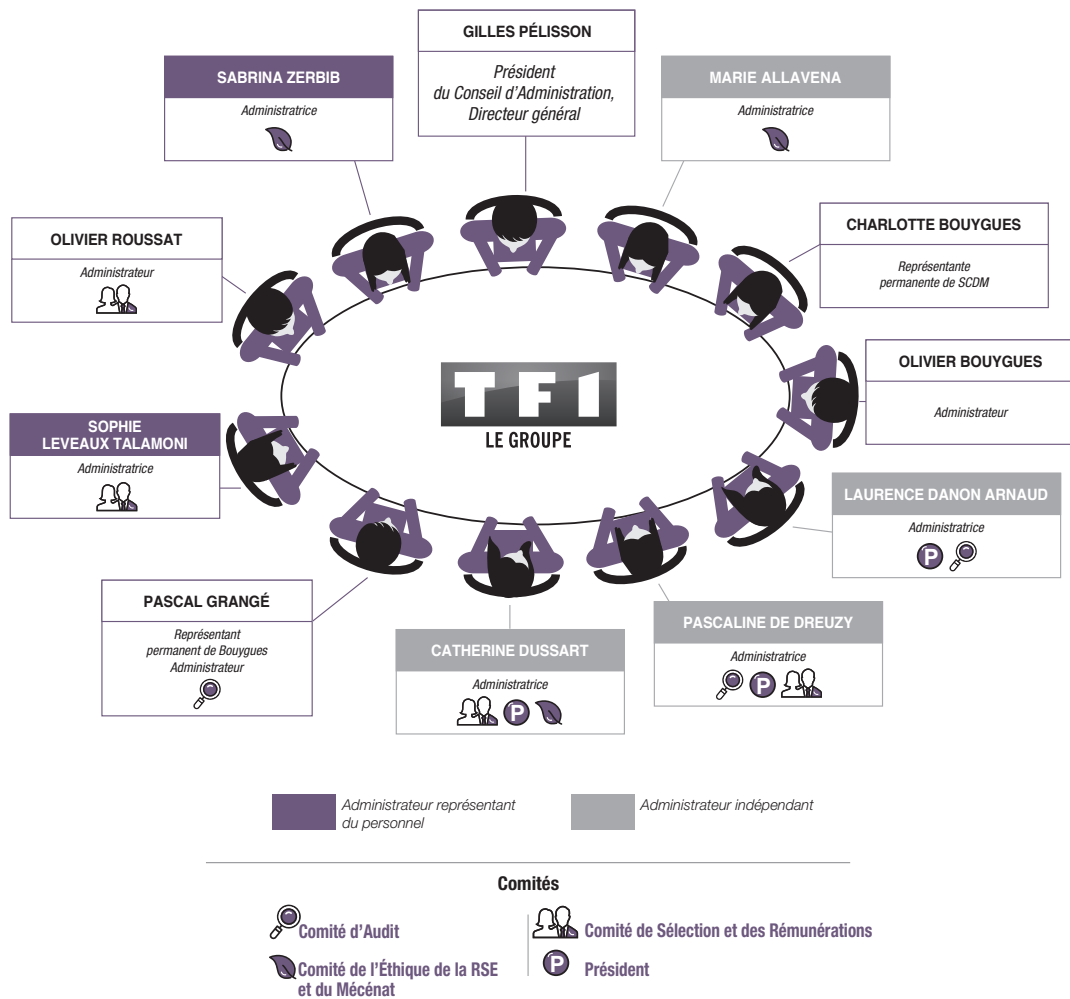 GILLES PÉLISSON
Président
du Conseil d'Administration,
Directeur général
SABRINA ZERBIB
Administratrice
MARIE ALLAVENA
Administratrice
OLIVIER ROUSSAT
Administrateur
CHARLOTTE BOUYGUES
Représentante
permanente de SCDM
OLIVIER BOUYGUES
Administrateur
TF1
LE GROUPE
SOPHIE
LEVEAUX TALAMONI
Administratrice
LAURENCE DANON ARNAUD
Administratrice
P
PASCAL GRANGÉ
Représentant
permanent de Bouygues
Administrateur
CATHERINE DUSSART
Administratrice
P
PASCALINE DE DREUZY
Administratrice
P
Administrateur représentant
du personnel
Administrateur indépendant
Comités
Comité d'Audit
Comité de Sélection et des Rémunérations
Comité de l'Éthique de la RSE
et du Mécénat
P Président